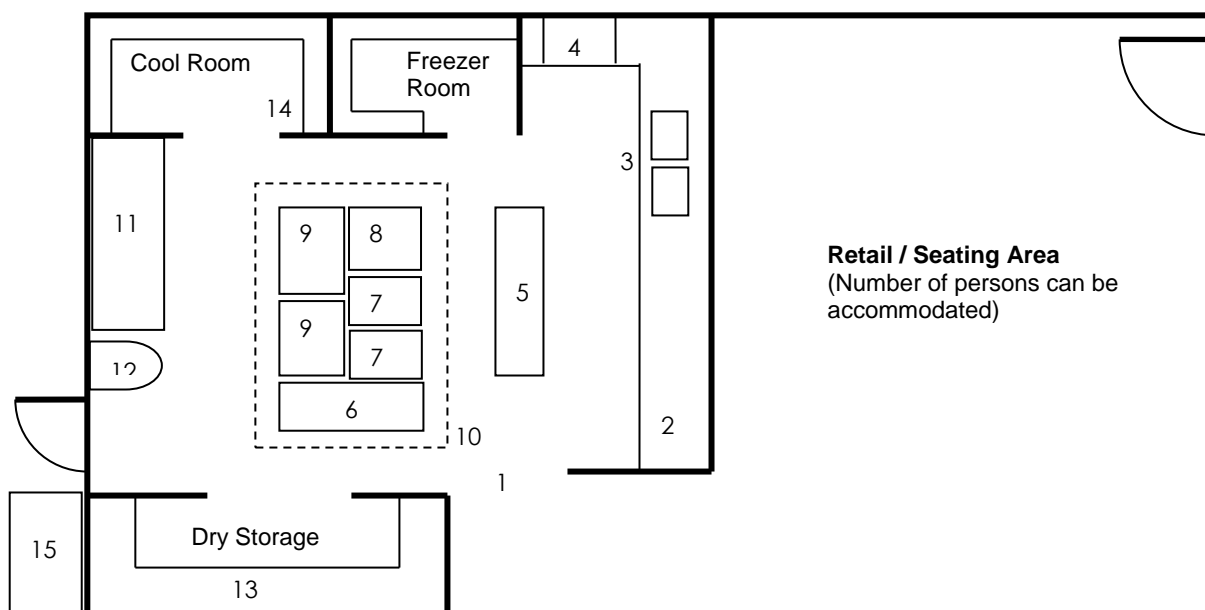 4
Cool Room
Freezer
Room
14
3
11
9
8
Retail / Seating Area
(Number of persons can be
accommodated)
5
7
9
7
12
6
2
10
1
Dry Storage
15
13